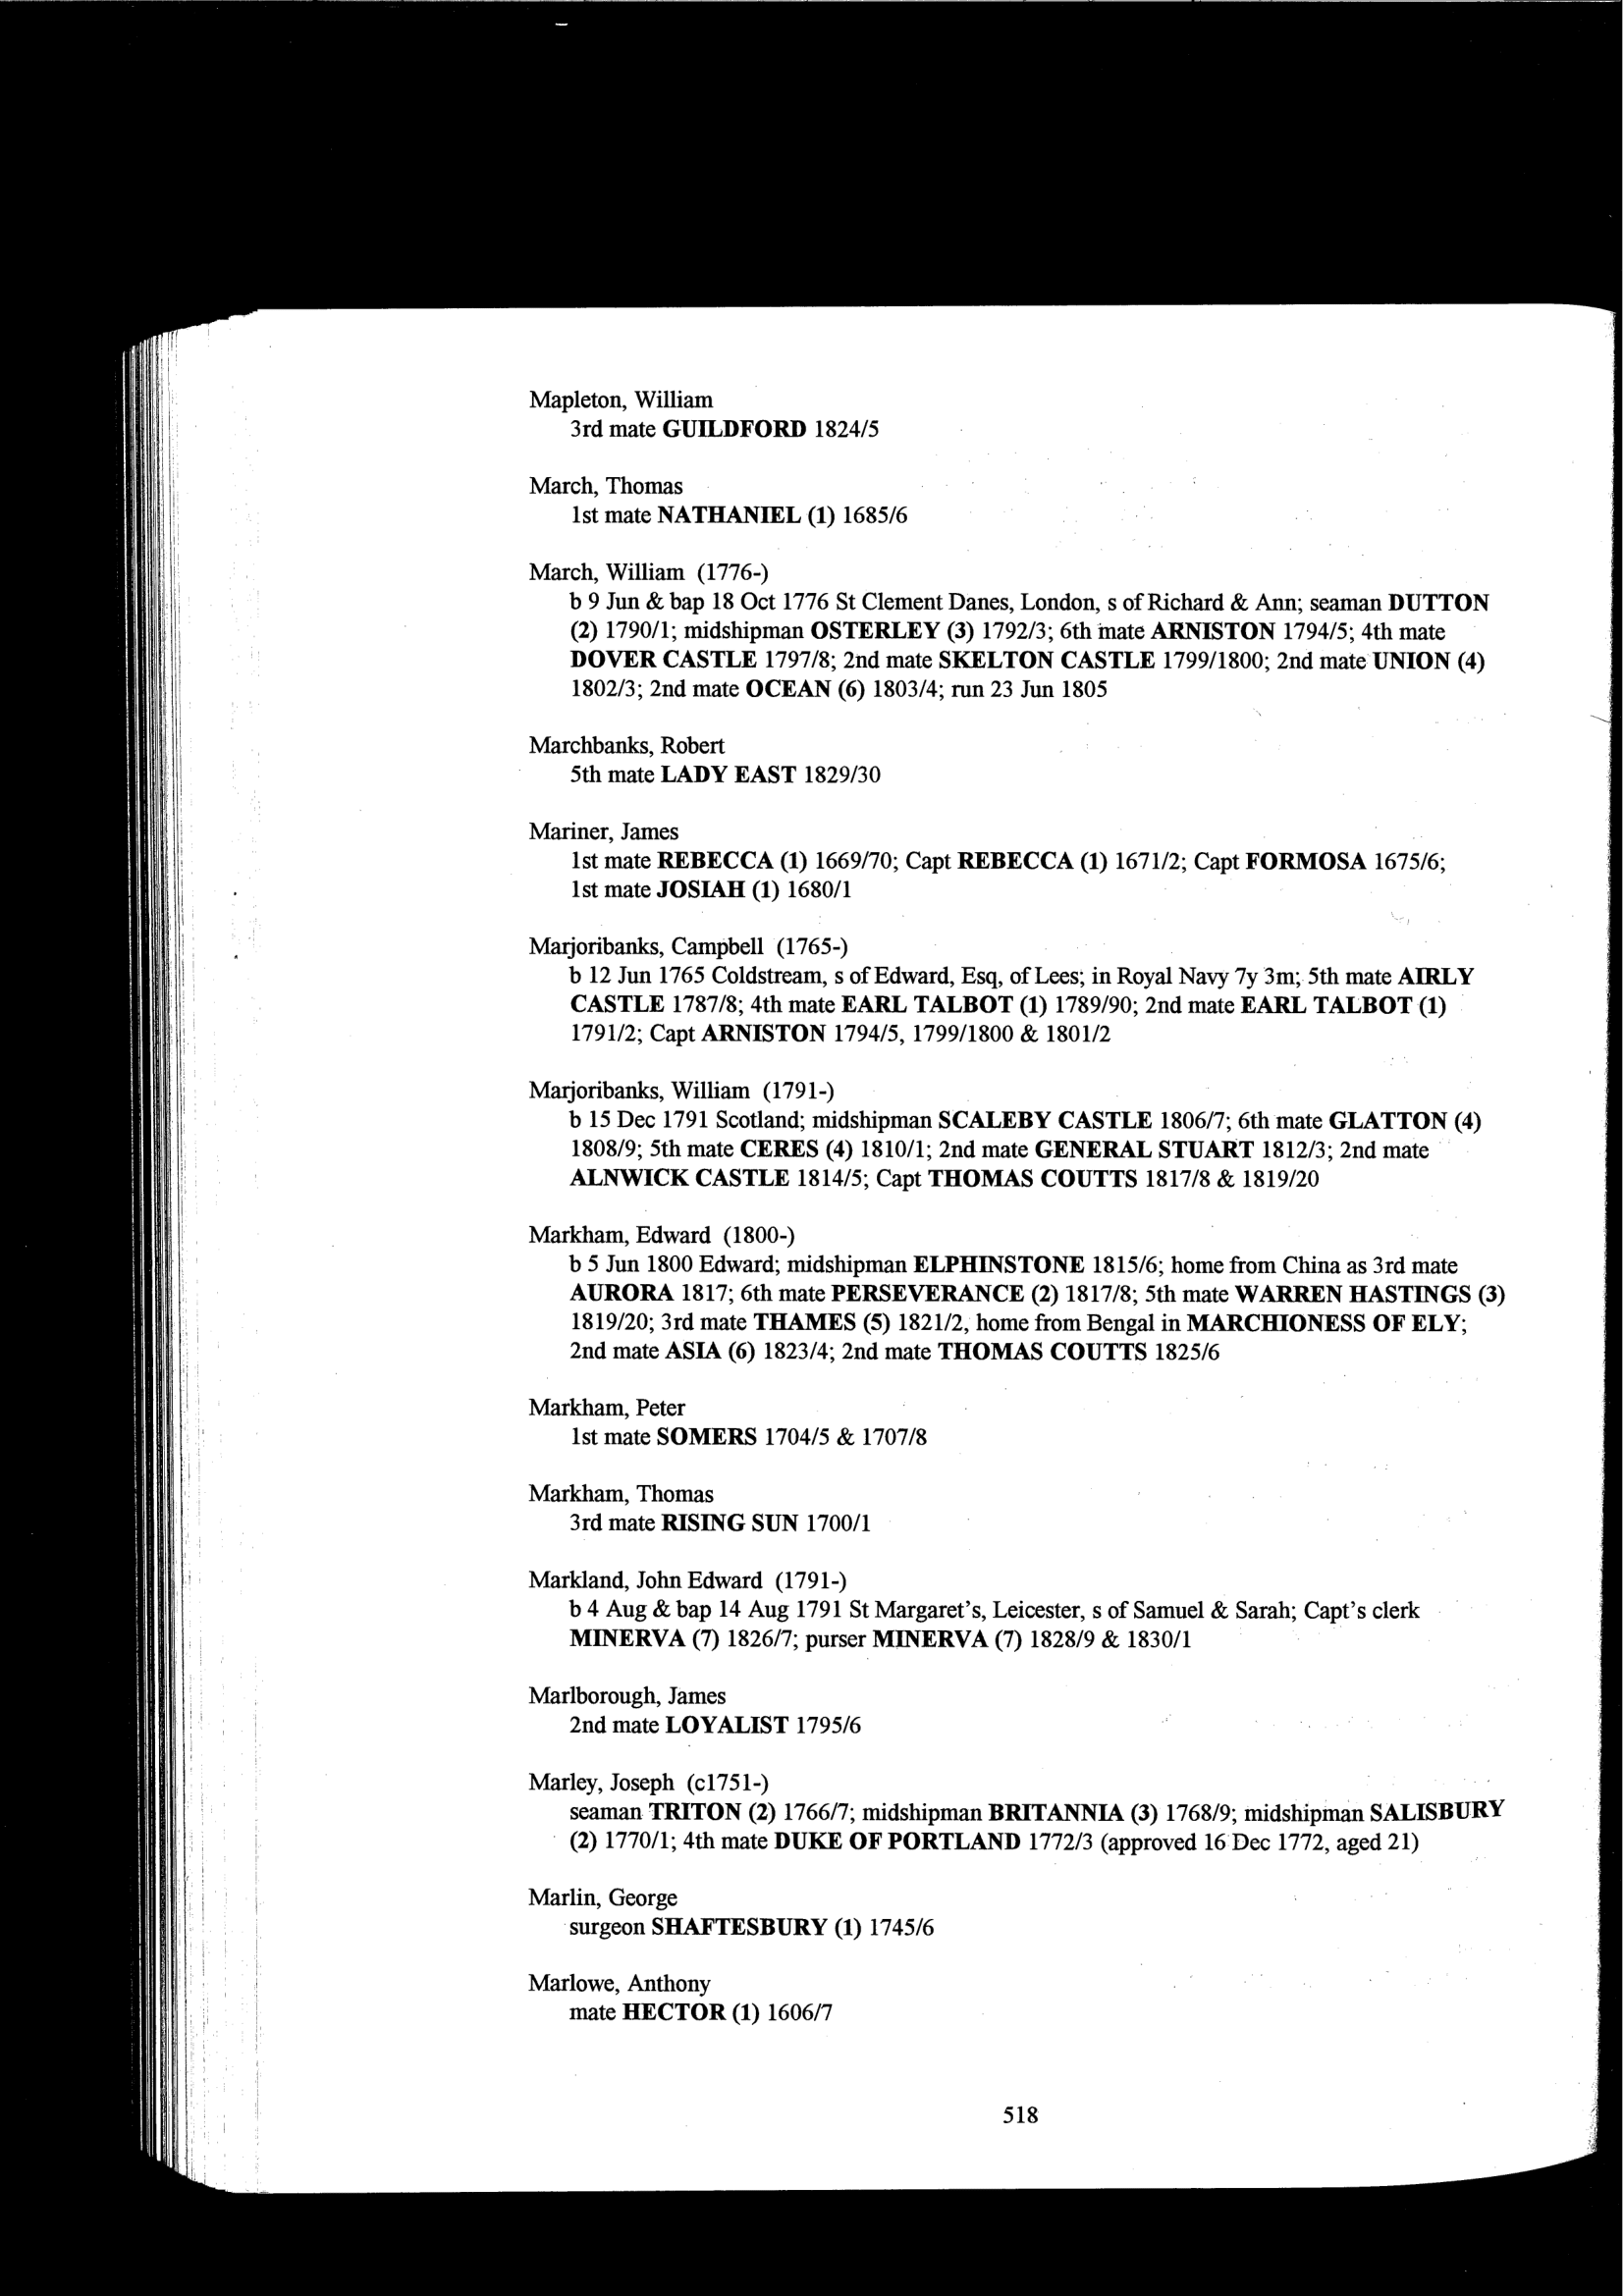 Mapleton, William
3rd mate GUILDFORD 1824/5
March, Thomas
1st mate NATHANIEL (1) 1685/6
March, William (1776-)
b 9 Jun & bap 18 Oct 1776 St Clement Danes, London, s of Richard & Ann; seaman DUTTON
(2) 1790/1; midshipman OSTERLEY (3) 1792/3; 6th mate ARNISTON 1794/5; 4th mate
DOVER CASTLE 1797/8; 2nd mate SKELTON CASTLE 1799/1800; 2nd mate UNION (4)
1802/3; 2nd mate OCEAN (6) 1803/4; run 23 Jun 1805
Marchbanks, Robert
5th mate LADY EAST 1829/30
Mariner, James
1st mate REBECCA (1) 1669/70; Capt REBECCA (1) 1671/2; Capt FORMOSA 1675/6;
1st mate JOSIAH (1) 1680/1
Marjoribanks, Campbell (1765-)
b 12 Jun 1765 Coldstream, s of Edward, Esq, of Lees; in Royal Navy 7y 3m; 5th mate AIRLY
CASTLE 1787/8; 4th mate EARL TALBOT (1) 1789/90; 2nd mate EARL TALBOT (1)
1791/2; Capt ARNISTON 1794/5, 1799/1800 & 1801/2
Marjoribanks, William (1791-)
b 15 Dec 1791 Scotland; midshipman SCALEBY CASTLE 1806/7; 6th mate GLATTON (4)
1808/9; 5th mate CERES (4) 1810/1; 2nd mate GENERAL STUART 1812/3; 2nd mate
ALNWICK CASTLE 1814/5; Capt THOMAS COUTTS 1817/8 & 1819/20
Markham, Edward (1800-)
b 5 Jun 1800 Edward; midshipman ELPHINSTONE 1815/6; home from China as 3rd mate
AURORA 1817; 6th mate PERSEVERANCE (2) 1817/8; 5th mate WARREN HASTINGS (3)
1819/20; 3rd mate THAMES (5) 1821/2, home from Bengal in MARCHIONESS OF ELY;
2nd mate ASIA (6) 1823/4; 2nd mate THOMAS COUTTS 1825/6
Markham, Peter
1st mate SOMERS 1704/5 & 1707/8
Markham, Thomas
3rd mate RISING SUN 1700/1
Markland, John Edward (1791-)
b 4 Aug & bap 14 Aug 1791 St Margaret's, Leicester, s of Samuel & Sarah; Capt's clerk
MINERVA (7) 1826/7; purser MINERVA (7) 1828/9 & 1830/1
Marlborough, James
2nd mate LOYALIST 1795/6
Marley, Joseph (c1751-)
seaman TRITON (2) 1766/7; midshipman BRITANNIA (3) 1768/9; midshipman SALISBURY
(2) 1770/1; 4th mate DUKE OF PORTLAND 1772/3 (approved 16 Dec 1772, aged 21)
Marlin, George
surgeon SHAFTESBURY (1) 1745/6
Marlowe, Anthony
mate HECTOR (1) 1606/7
518